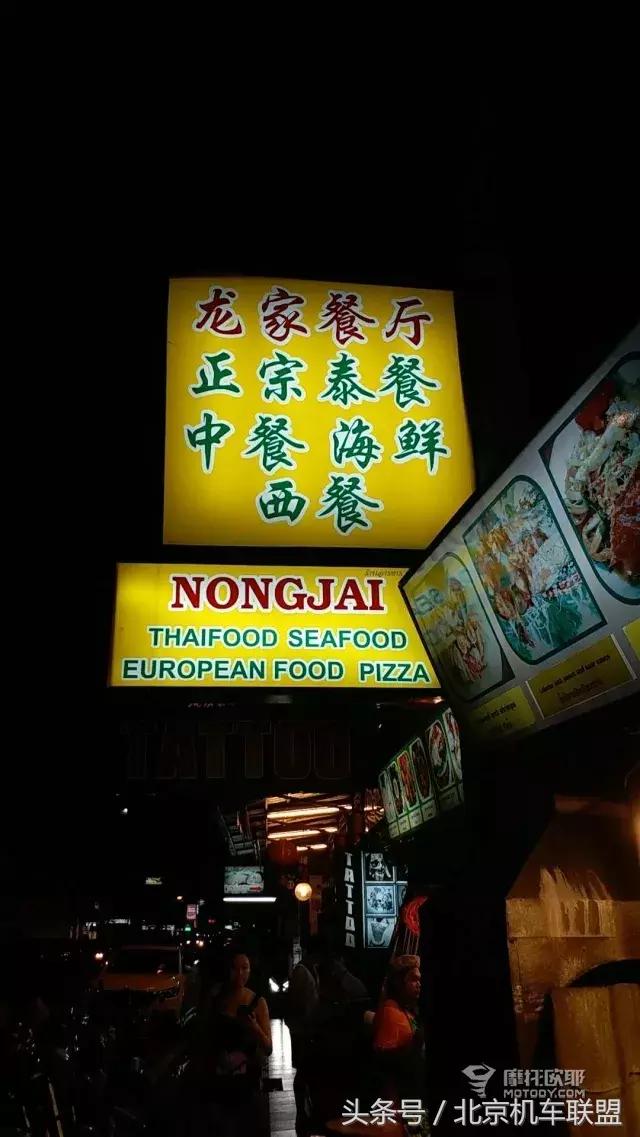 龙家餐厅
正宗泰餐
中餐 海鲜
西餐
NONGJAI
THAIFOOD SEAFOOD
EUROPEAN FOOD PIZZA
TATTOO
TATTOO
摩托欧耶
MOTODY.COM
头条号 / 北京机车联盟